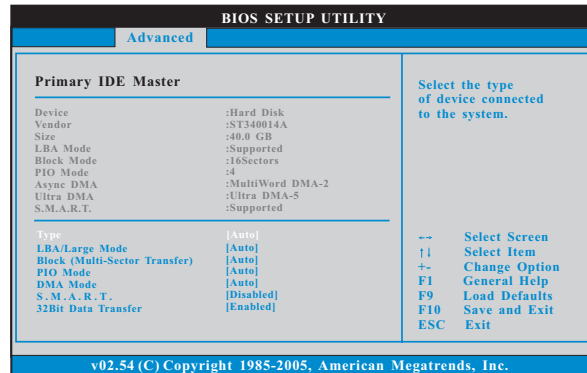 BIOS SETUP UTILITY
Advanced
Primary IDE Master
Device :Hard Disk
Vendor :ST340014A
Size :40.0 GB
LBA Mode :Supported
Block Mode :16Sectors
PIO Mode :4
Async DMA :MultiWord DMA-2
Ultra DMA :Ultra DMA-5
S.M.A.R.T. :Supported
Type [Auto]
LBA/Large Mode [Auto]
Block (Multi-Sector Transfer) [Auto]
PIO Mode [Auto]
DMA Mode [Auto]
S.M.A.R.T. [Disabled]
32Bit Data Transfer [Enabled]
Select the type
of device connected
to the system.
←→ Select Screen
↑↓ Select Item
+- Change Option
F1 General Help
F9 Load Defaults
F10 Save and Exit
ESC Exit
v02.54 (C) Copyright 1985-2005, American Megatrends, Inc.